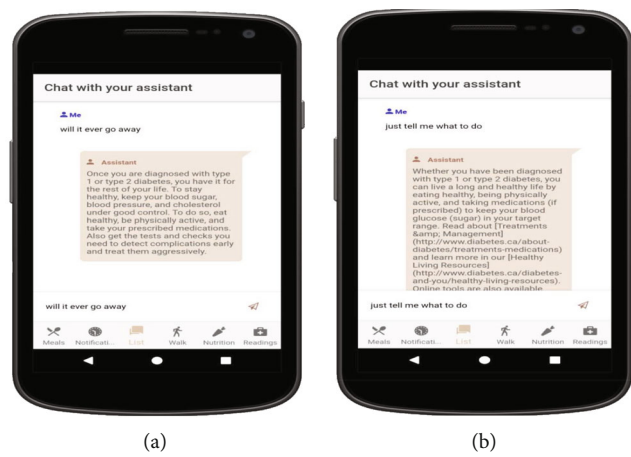 Chat with your assistant
Me
will it ever go away
Assistant
Once you are diagnosed with type
1 or type 2 diabetes, you have it for
the rest of your life. To stay
healthy, keep your blood sugar,
blood pressure, and cholesterol
under good control. To do so, eat
healthy, be physically active, and
take your prescribed medications.
Also get the tests and checks you
need to detect complications early
and treat them aggressively.
will it ever go away
Meals Notificati... List Walk Nutrition Readings
(a)
Chat with your assistant
Me
just tell me what to do
Assistant
Whether you have been diagnosed
with type 1 or type 2 diabetes, you
can live a long and healthy life by
eating healthy, being physically
active, and taking medications (if
prescribed) to keep your blood
glucose (sugar) in your target
range. Read about [Treatments
&amp; Management]
(http://www.diabetes.ca/about-
diabetes/treatments-medications)
and learn more in our [Healthy
Living Resources]
(http://www.diabetes.ca/diabetes-
and-you/healthy-living-resources).
Online tools are also available
just tell me what to do
Meals Notificati... List Walk Nutrition Readings
(b)